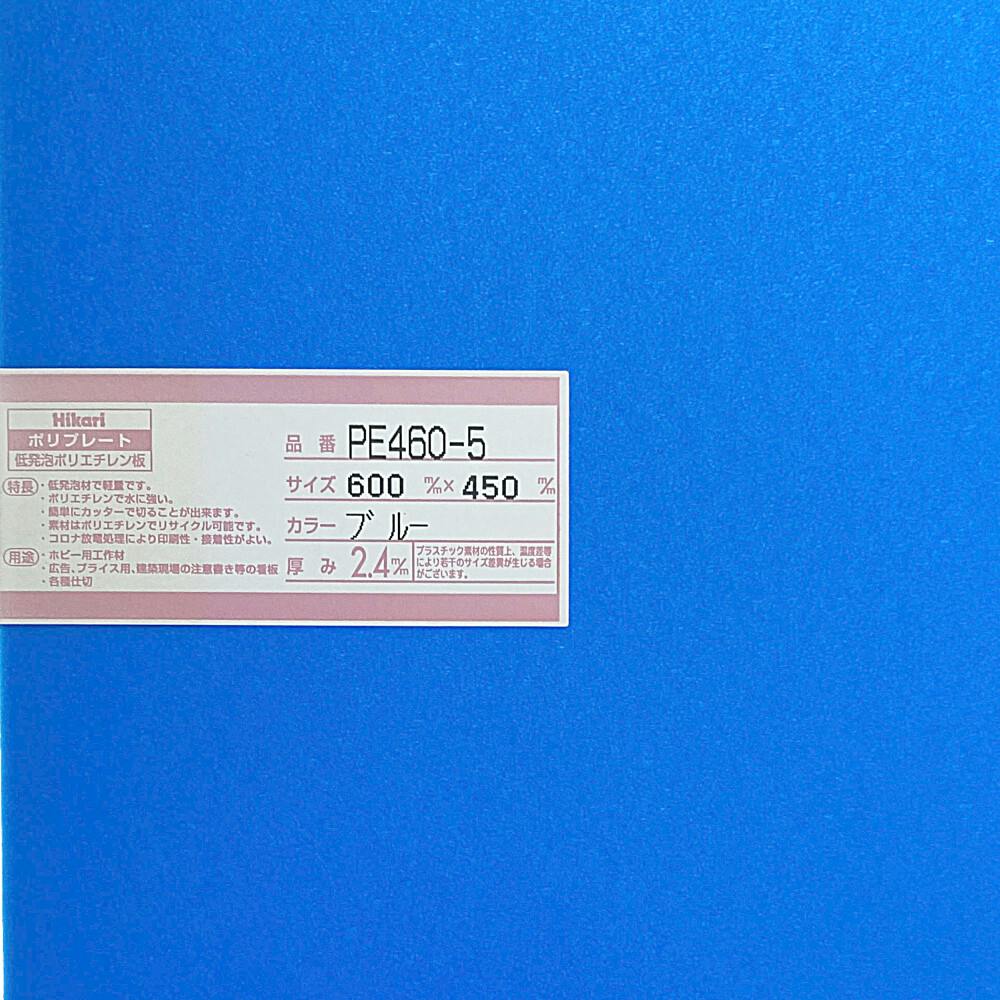 Hikari
ポリプレート
低発泡ポリエチレン板
特長・低発泡材で軽量です。
・ポリエチレンで水に強い。
・簡単にカッターで切ることが出来ます。
・素材はポリエチレンでリサイクル可能です。
・コロナ放電処理により印刷性・接着性がよい。
用途・ホビー用工作材
・広告、プライス用、建築現場の注意書き等の看板
・各種仕切
品番 PE460-5
サイズ 600 m/m× 450 m/m
カラー ブルー
厚み 2.4m/m
プラスチック素材の性質上、温度差等
により若干のサイズ差異が生じる場合
がございます。